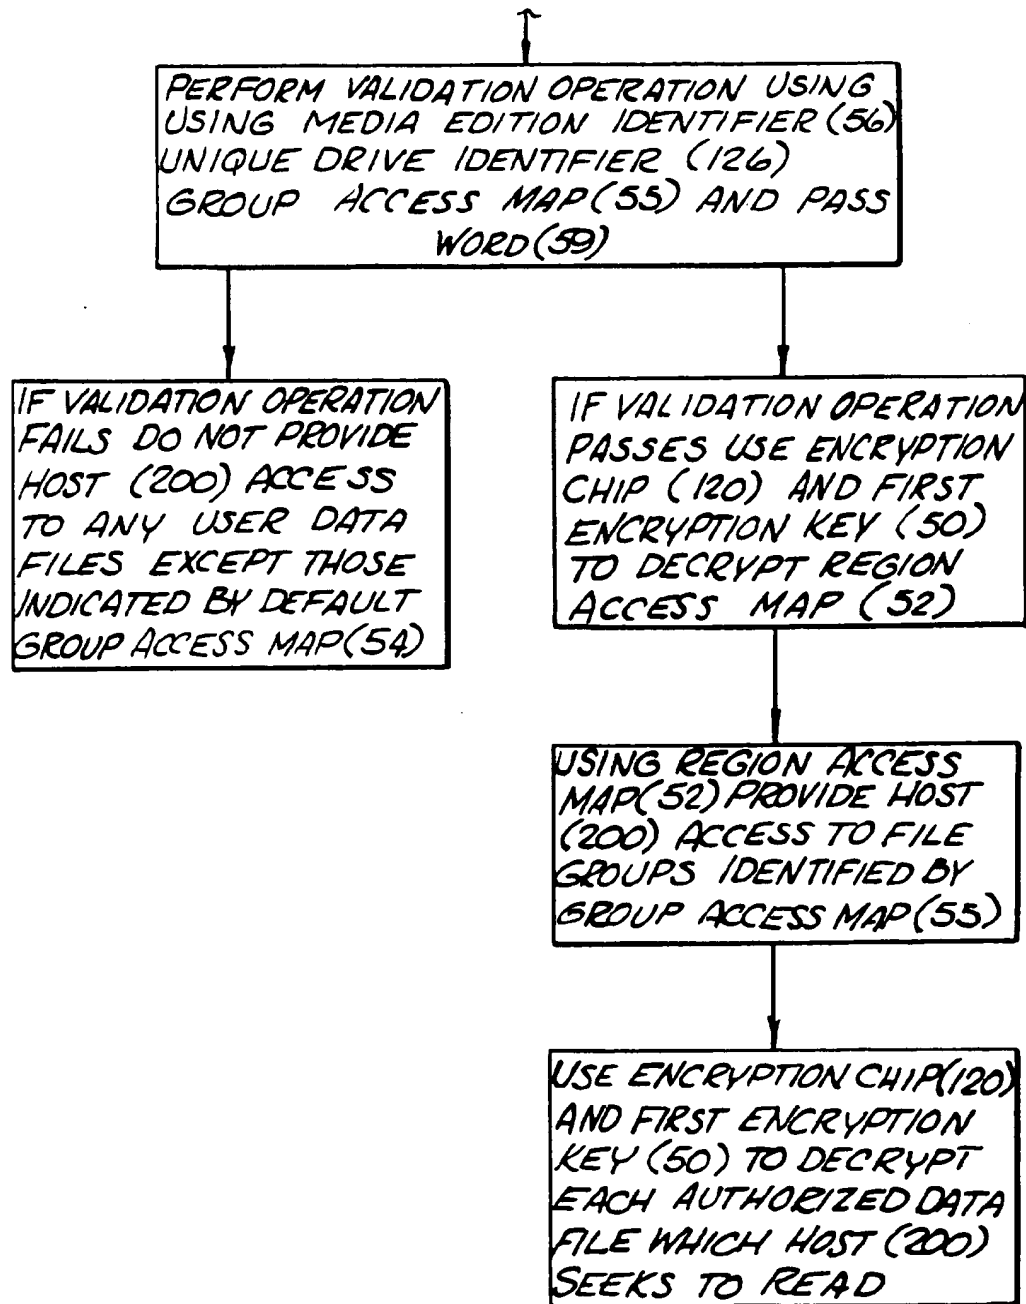 PERFORM VALIDATION OPERATION USING
USING MEDIA EDITION IDENTIFIER (56)
UNIQUE DRIVE IDENTIFIER (126)
GROUP ACCESS MAP (55) AND PASS
WORD (59)
IF VALIDATION OPERATION
FAILS DO NOT PROVIDE
HOST (200) ACCESS
TO ANY USER DATA
FILES EXCEPT THOSE
INDICATED BY DEFAULT
GROUP ACCESS MAP (54)
IF VALIDATION OPERATION
PASSES USE ENCRYPTION
CHIP (120) AND FIRST
ENCRYPTION KEY (50)
TO DECRYPT REGION
ACCESS MAP (52)
USING REGION ACCESS
MAP (52) PROVIDE HOST
(200) ACCESS TO FILE
GROUPS IDENTIFIED BY
GROUP ACCESS MAP (55)
USE ENCRYPTION CHIP (120)
AND FIRST ENCRYPTION
KEY (50) TO DECRYPT
EACH AUTHORIZED DATA
FILE WHICH HOST (200)
SEEKS TO READ